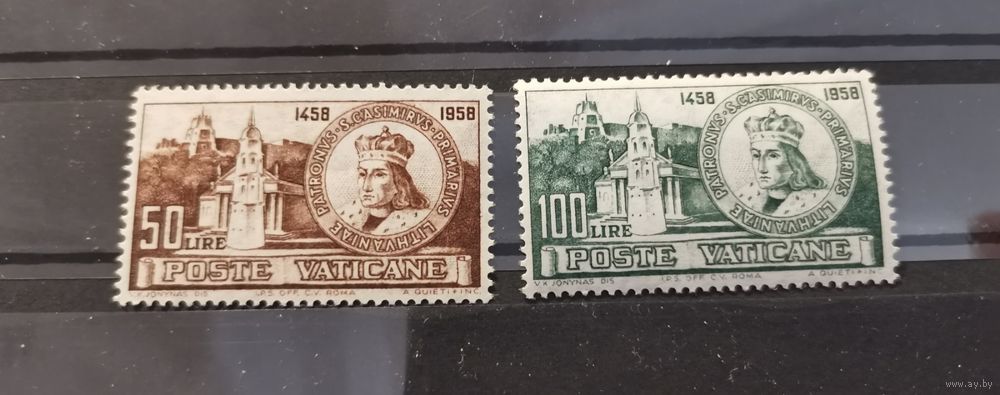 1458 1958
PATRONVS · S. CASIMIRVS · PRIMARIVS
LITHVANIAE
50 LIRE
POSTE VATICANE
V.K JONYNAS DIS I.P.S. OFF. C.V. ROMA A QUIETI • INC.
1458 1958
PATRONVS · S. CASIMIRVS · PRIMARIVS
LITHVANIAE
100 LIRE
POSTE VATICANE
V.K JONYNAS DIS I.P.S. OFF. C.V. ROMA A QUIETI • INC.
www.ay.by